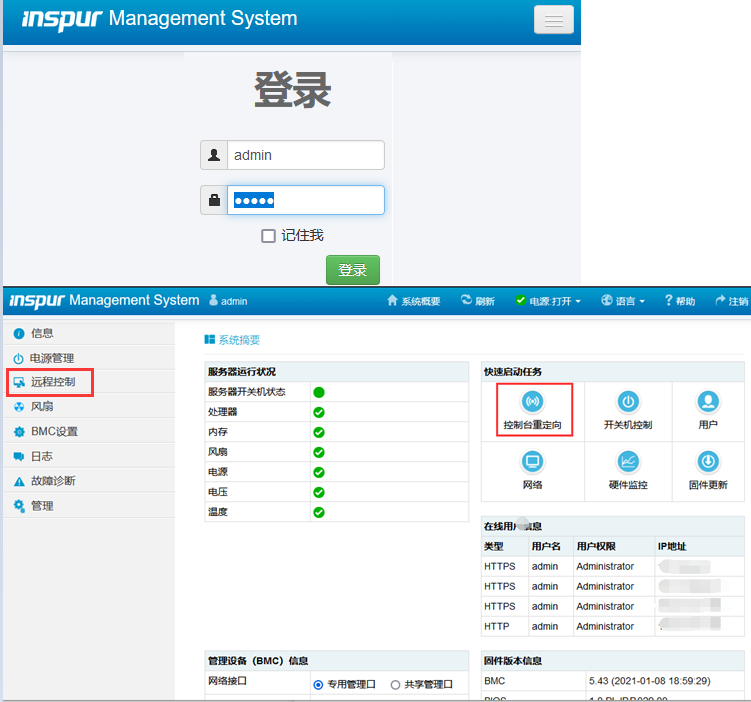 inspur Management System
登录
admin
●●●●●
记住我
登录
inspur Management System admin 系统概要 刷新 电源 打开 语言 帮助 注销
信息
电源管理
远程控制
风扇
BMC设置
日志
故障诊断
管理
系统摘要
服务器运行状况
服务器开关机状态
处理器
内存
风扇
电源
电压
温度
快速启动任务
控制台重定向 开关机控制 用户
网络 硬件监控 固件更新
在线用户信息
类型 用户名 用户权限 IP地址
HTTPS admin Administrator
HTTPS admin Administrator
HTTPS admin Administrator
HTTP admin Administrator
管理设备（BMC）信息
网络接口 专用管理口 共享管理口
固件版本信息
BMC 5.43 (2021-01-08 18:59:29)